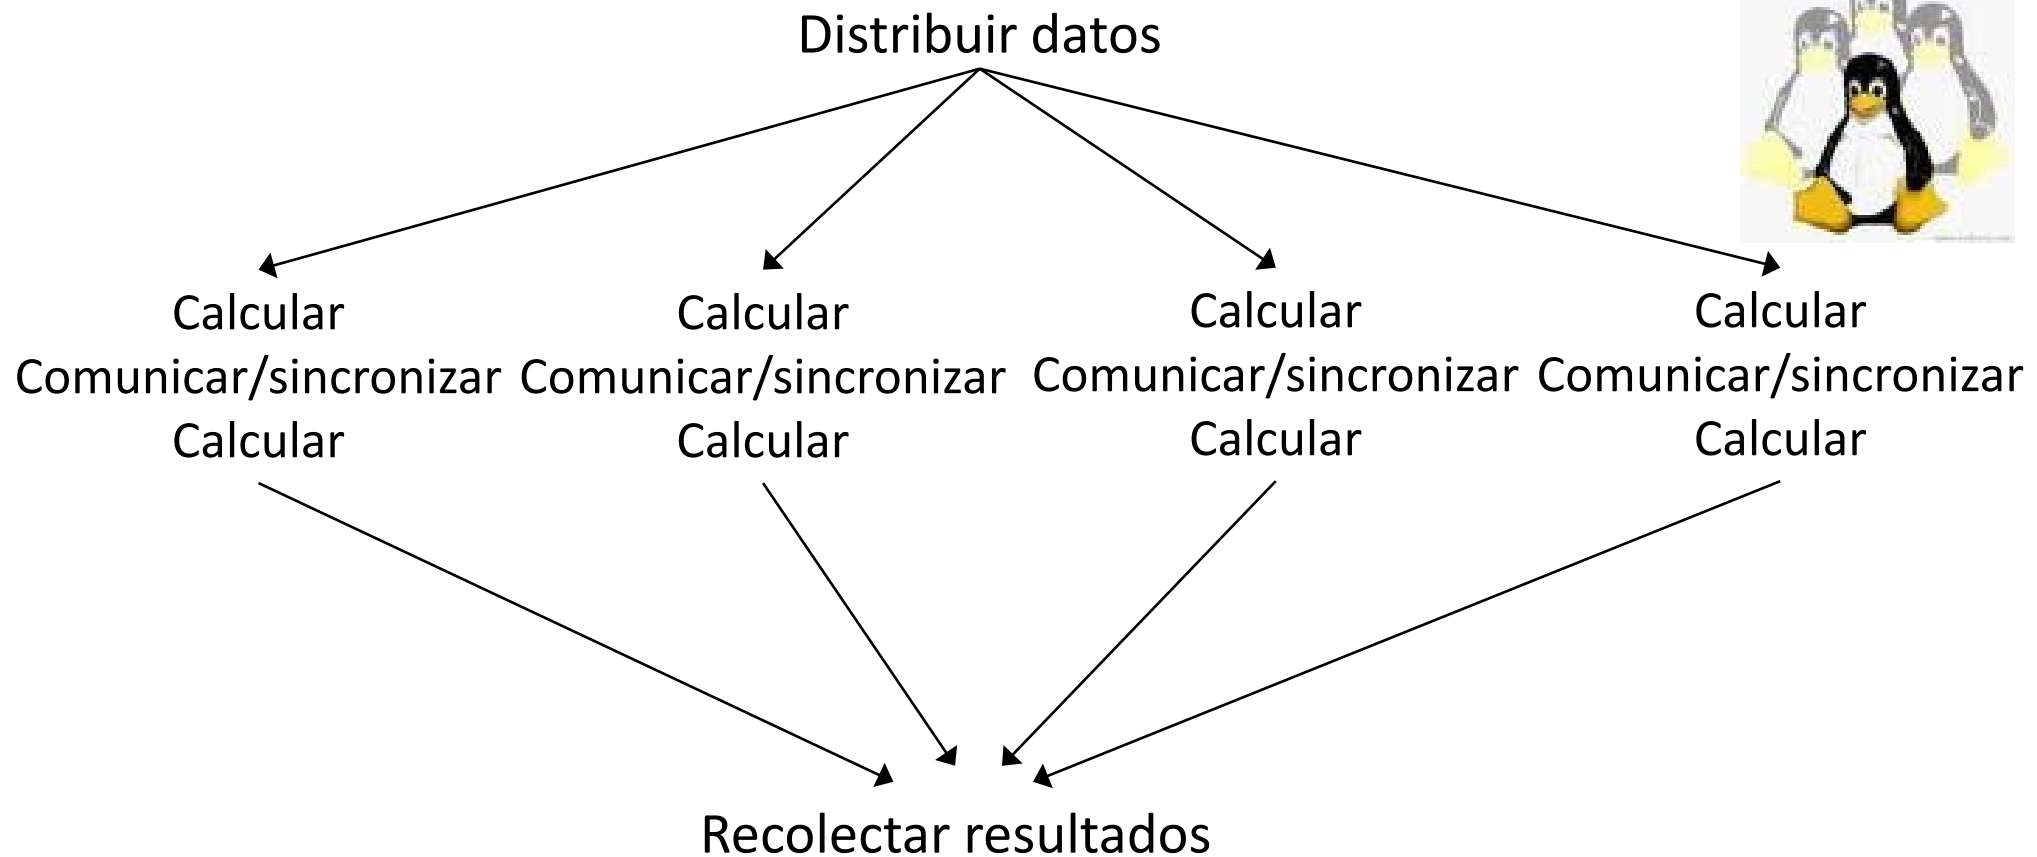 Distribuir datos
Calcular
Comunicar/sincronizar
Calcular
Calcular
Comunicar/sincronizar
Calcular
Calcular
Comunicar/sincronizar
Calcular
Calcular
Comunicar/sincronizar
Calcular
Recolectar resultados